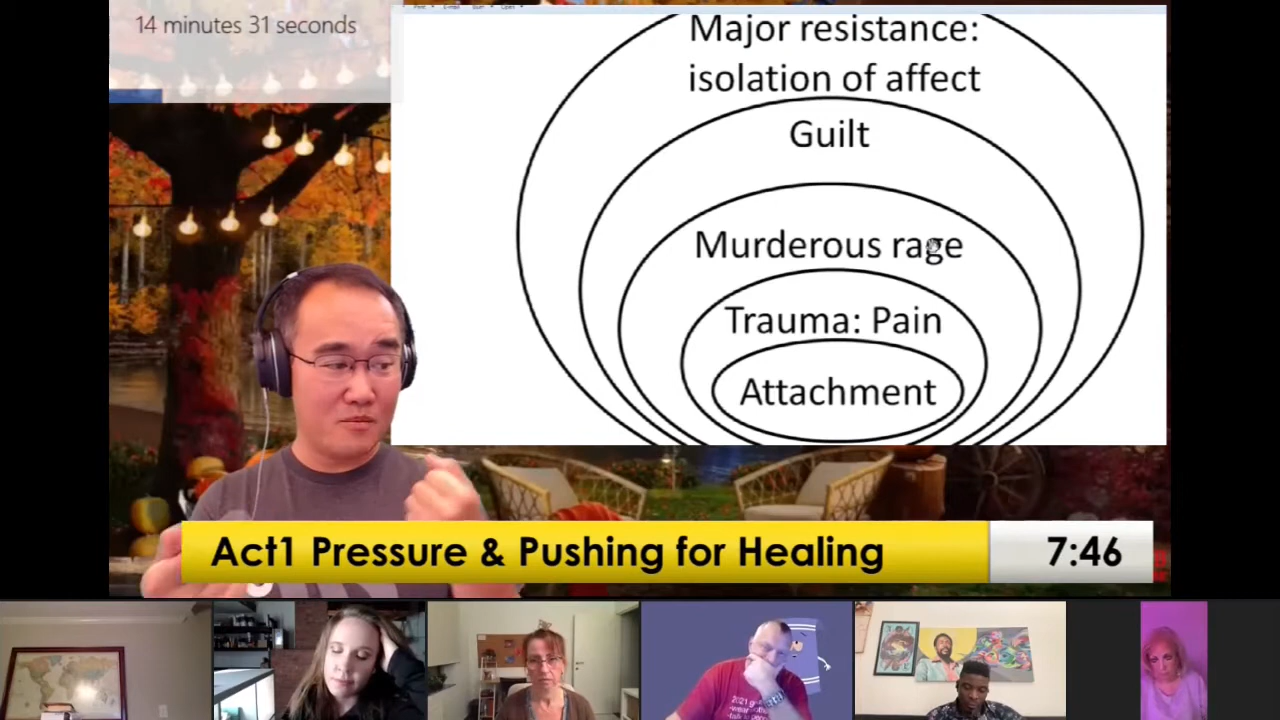 14 minutes 31 seconds
Major resistance:
isolation of affect
Guilt
Murderous rage
Trauma: Pain
Attachment
Act1 Pressure & Pushing for Healing
7:46